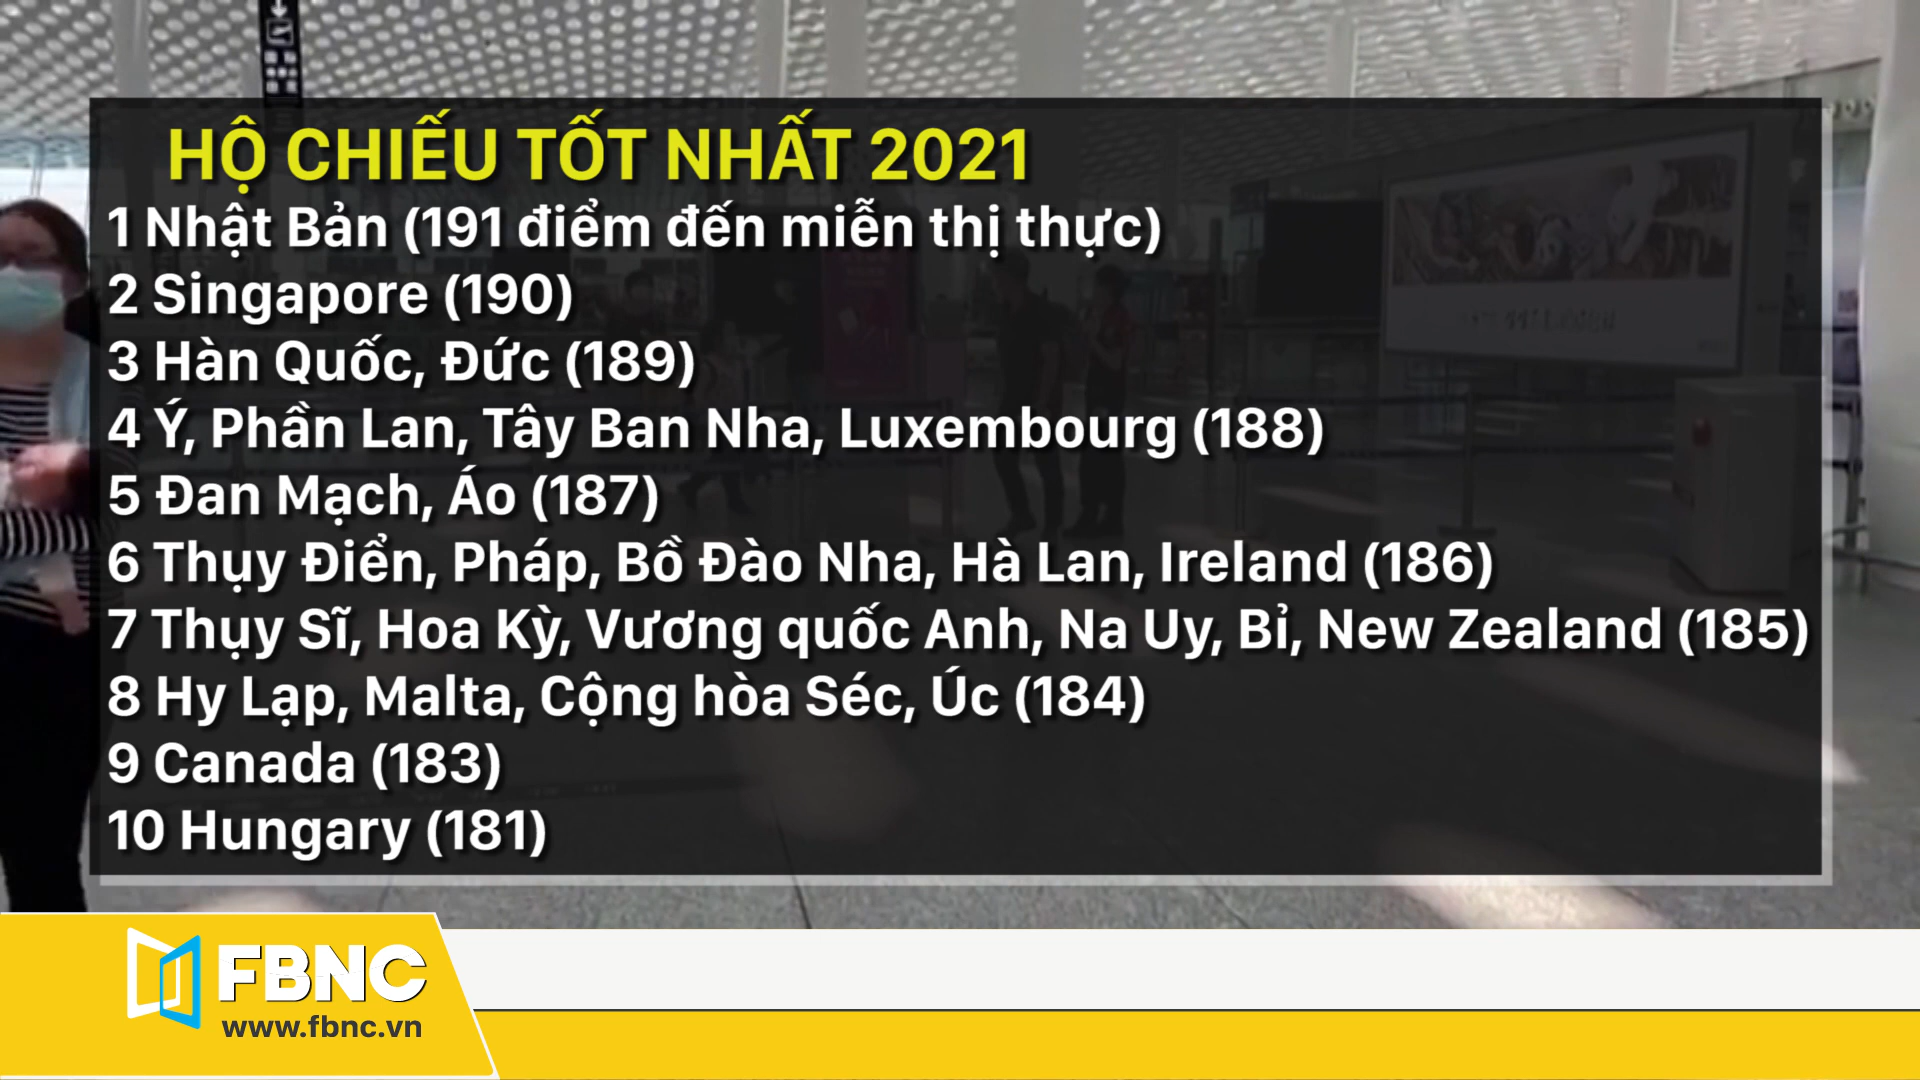 HỘ CHIẾU TỐT NHẤT 2021
1 Nhật Bản (191 điểm đến miễn thị thực)
2 Singapore (190)
3 Hàn Quốc, Đức (189)
4 Ý, Phần Lan, Tây Ban Nha, Luxembourg (188)
5 Đan Mạch, Áo (187)
6 Thụy Điển, Pháp, Bồ Đào Nha, Hà Lan, Ireland (186)
7 Thụy Sĩ, Hoa Kỳ, Vương quốc Anh, Na Uy, Bỉ, New Zealand (185)
8 Hy Lạp, Malta, Cộng hòa Séc, Úc (184)
9 Canada (183)
10 Hungary (181)
FBNC
www.fbnc.vn